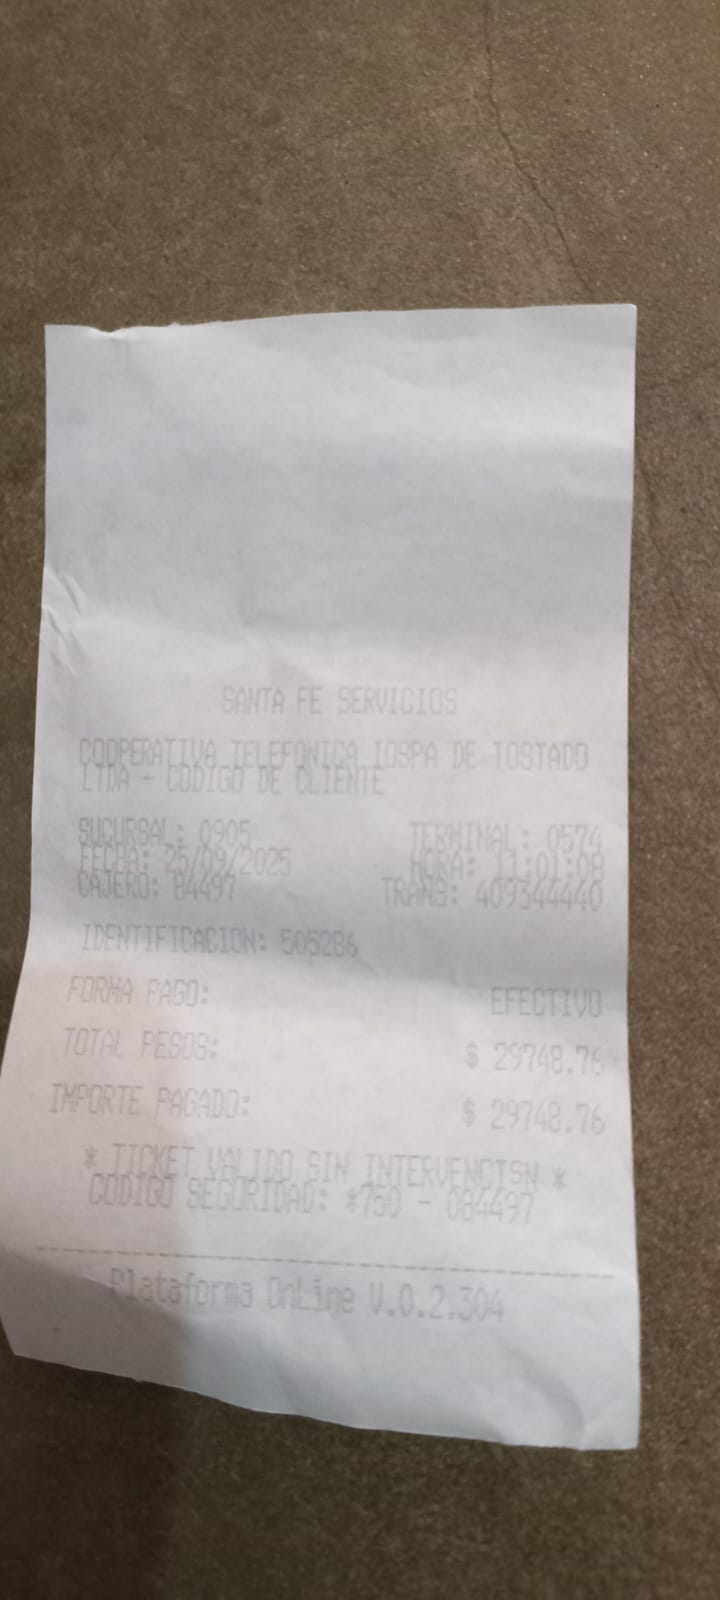 SANTA FE SERVICIOS
COOPERATIVA TELEFONICA IOSPA DE TOSTADO
LTDA - CODIGO DE CLIENTE
SUCURSAL: 0905 TERMINAL: 0574
FECHA: 25/09/2025 HORA: 11:01:08
CAJERO: 84497 TRANS: 409344440
IDENTIFICACION: 505286
FORMA PAGO: EFECTIVO
TOTAL PESOS: $ 29748.76
IMPORTE PAGADO: $ 29748.76
* TICKET VALIDO SIN INTERVENCISN *
CODIGO SEGURIDAD: *750 - 084497
Plataforma OnLine V.0.2.304